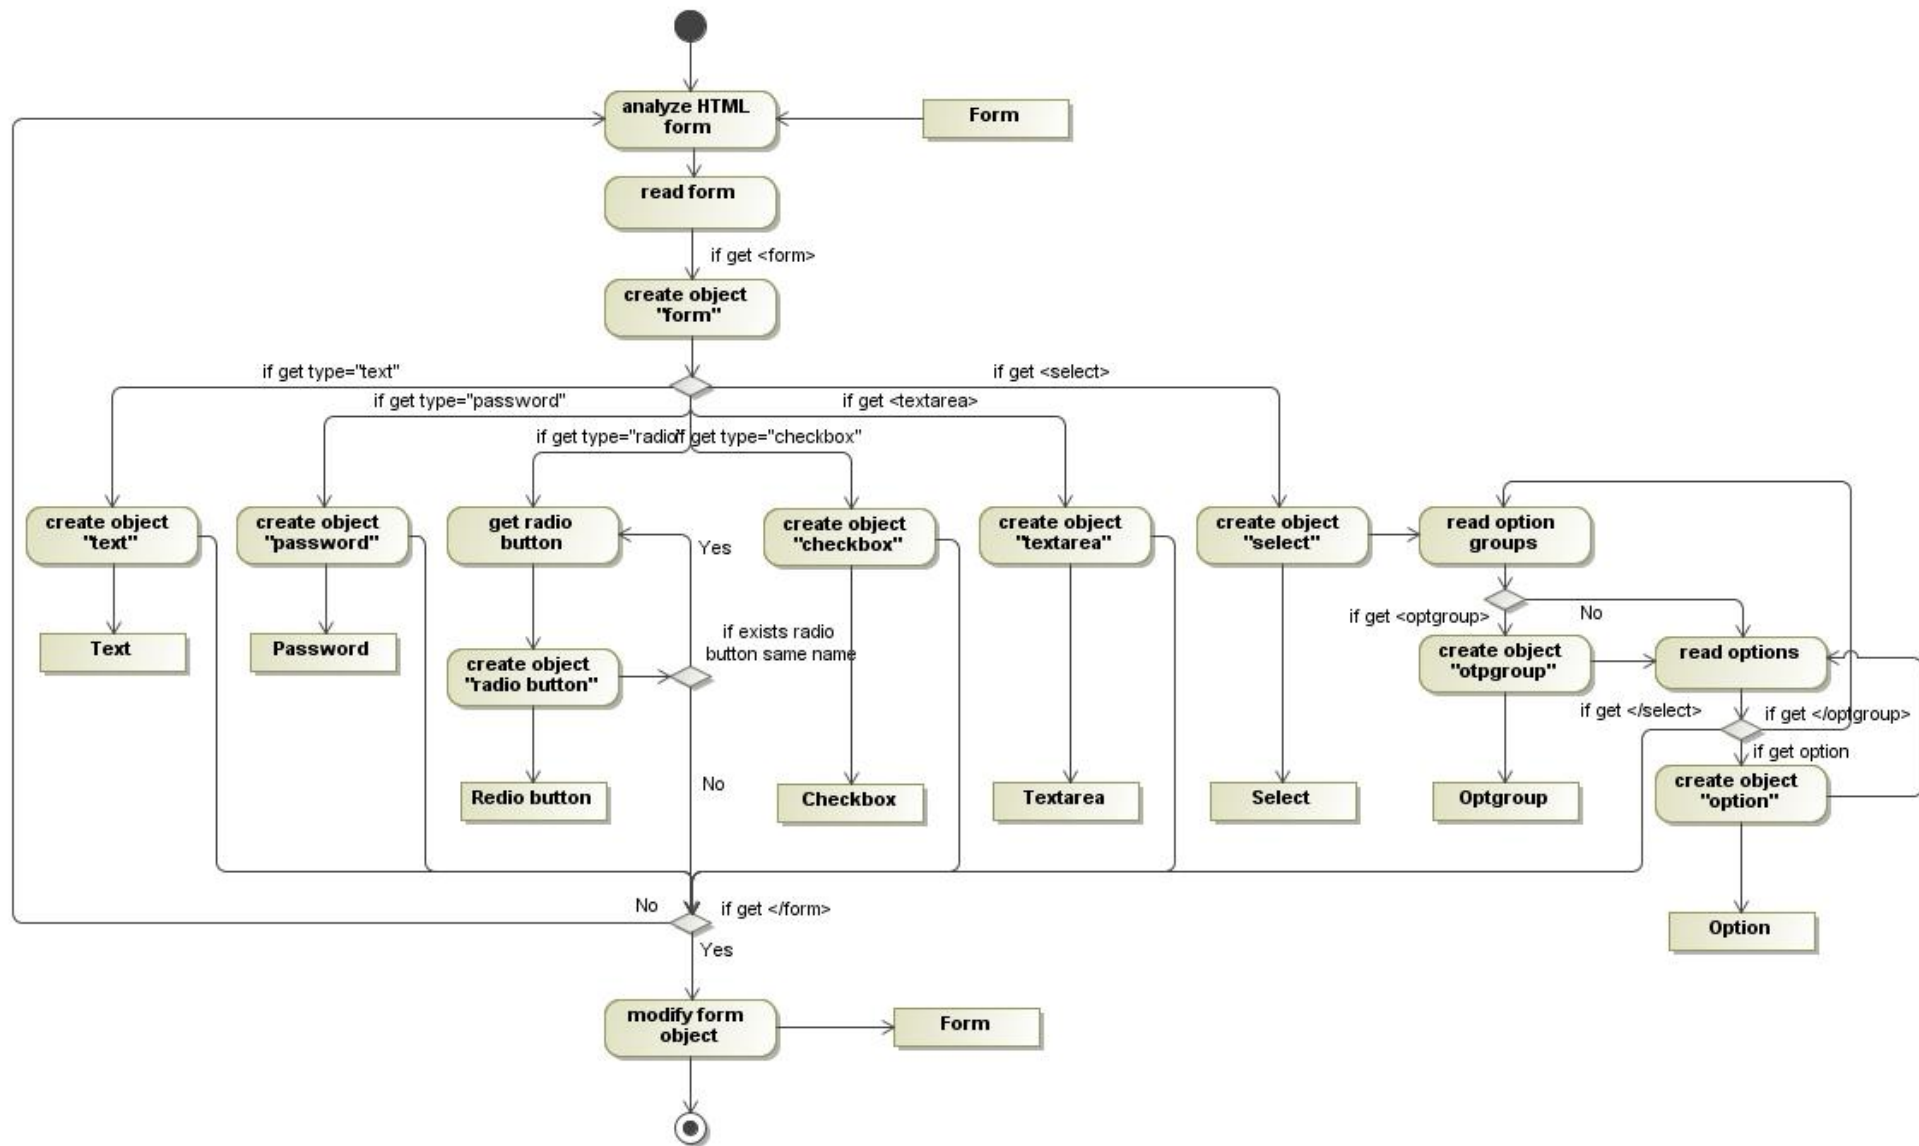 analyze HTML
form
Form
read form
if get <form>
create object
"form"
if get type="text"
if get <select>
if get type="password"
if get <textarea>
if get type="radio"
if get type="checkbox"
create object
"text"
create object
"password"
get radio
button
Yes
create object
"checkbox"
create object
"textarea"
create object
"select"
read option
groups
if get <optgroup>
No
Text
Password
if exists radio
button same name
create object
"radio button"
create object
"otpgroup"
read options
if get </select>
if get </optgroup>
if get option
No
Redio button
Checkbox
Textarea
Select
Optgroup
create object
"option"
No
if get </form>
Yes
Option
modify form
object
Form